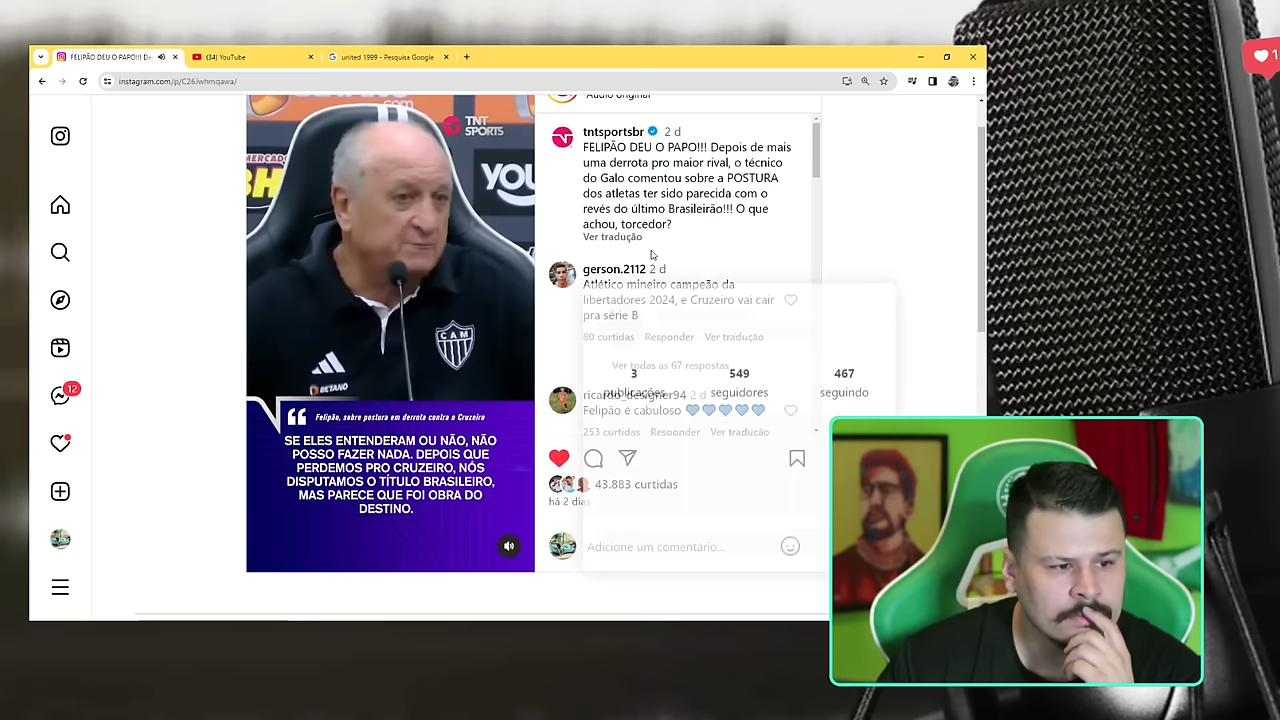 FELIPÃO DEU O PAPO!!! De
(34) YouTube
united 1999 - Pesquisa Google
instagram.com/p/C26Jwhmqawa/
1
TNT
SPORTS
MERCADO
YOU
CAM
BETANO
Felipão, sobre postura em derrota contra o Cruzeiro
SE ELES ENTENDERAM OU NÃO, NÃO
POSSO FAZER NADA. DEPOIS QUE
PERDEMOS PRO CRUZEIRO, NÓS
DISPUTAMOS O TÍTULO BRASILEIRO,
MAS PARECE QUE FOI OBRA DO
DESTINO.
Áudio original
tntsportsbr 2 d
FELIPÃO DEU O PAPO!!! Depois de mais
uma derrota pro maior rival, o técnico
do Galo comentou sobre a POSTURA
dos atletas ter sido parecida com o
revés do último Brasileirão!!! O que
achou, torcedor?
Ver tradução
gerson.2112 2 d
Atlético mineiro campeão da
libertadores 2024, e Cruzeiro vai cair
pra série B
80 curtidas Responder Ver tradução
Ver todas as 67 respostas
3 549 467
publicações seguidores seguindo
ricardo_designer94 2 d
Felipão é cabuloso 💙💙💙💙💙
253 curtidas Responder Ver tradução
43.883 curtidas
há 2 dias
Adicione um comentário...
12